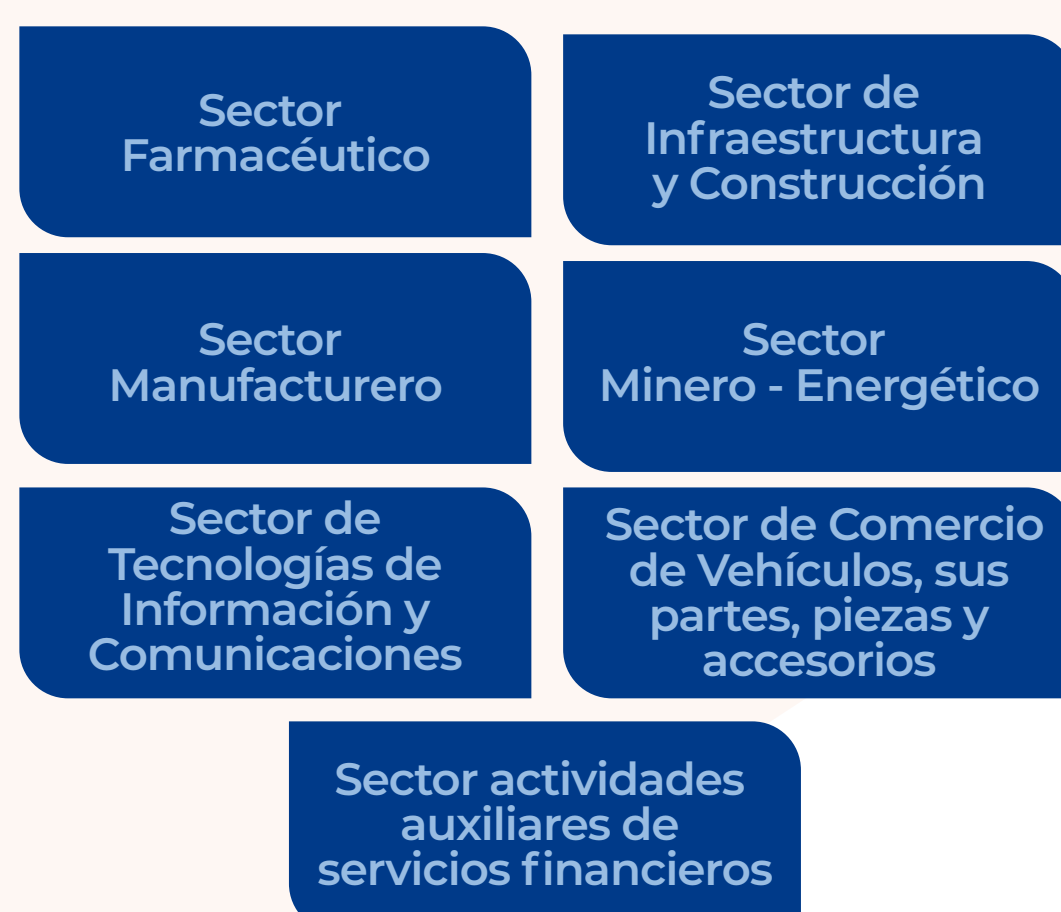 Sector
Farmacéutico
Sector de
Infraestructura
y Construcción
Sector
Manufacturero
Sector
Minero - Energético
Sector de
Tecnologías de
Información y
Comunicaciones
Sector de Comercio
de Vehículos, sus
partes, piezas y
accesorios
Sector actividades
auxiliares de
servicios financieros